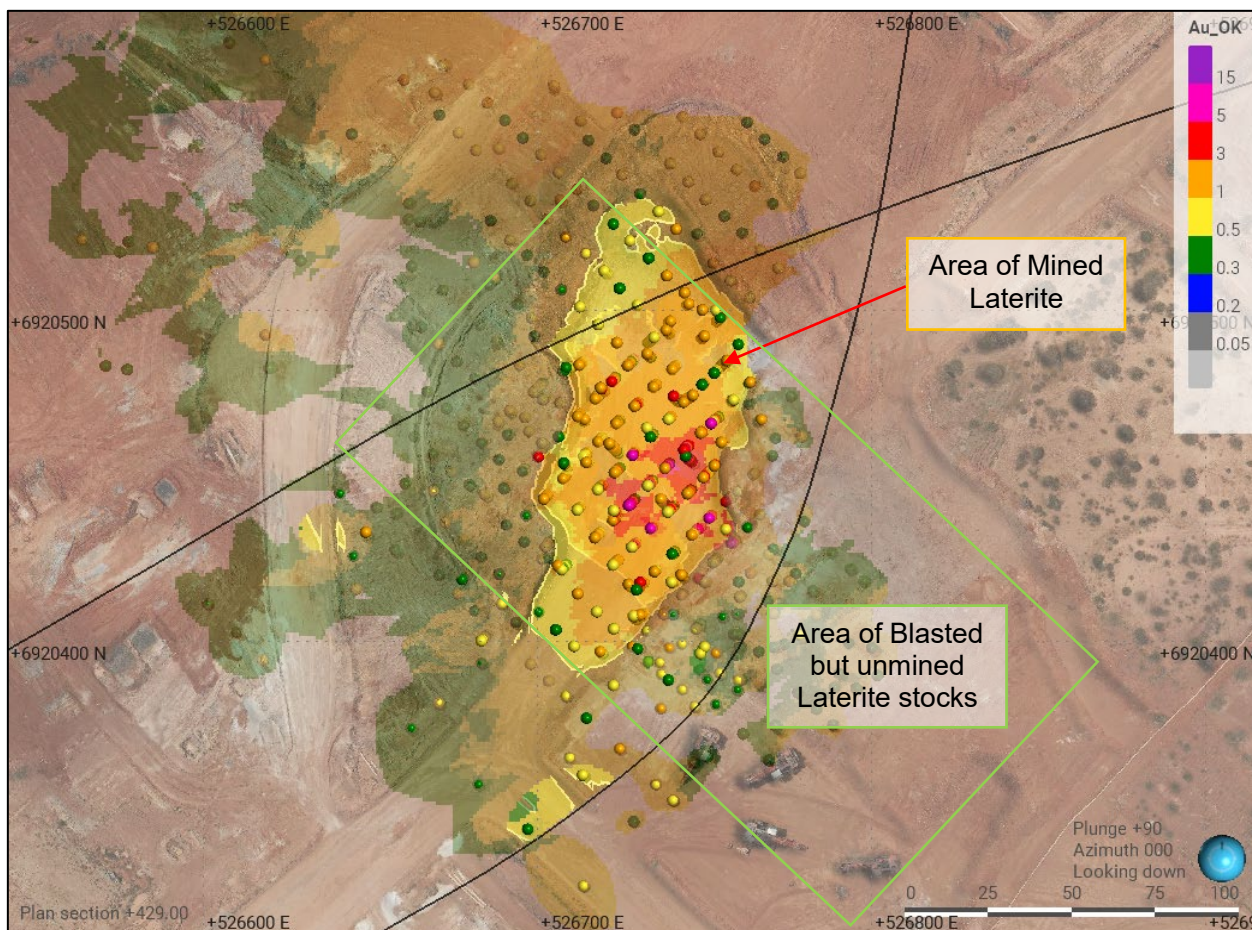 +526600 E
+526700 E
+526800 E
Au_OK
15
5
3
1
0.5
0.3
0.2
0.05
Area of Mined
Laterite
+6920500 N
Area of Blasted
but unmined
Laterite stocks
+6920400 N
+6920400 N
Plunge +90
Azimuth 000
Looking down
0 25 50 75 100
Plan section +429.00
+526600 E
+526700 E
+526800 E